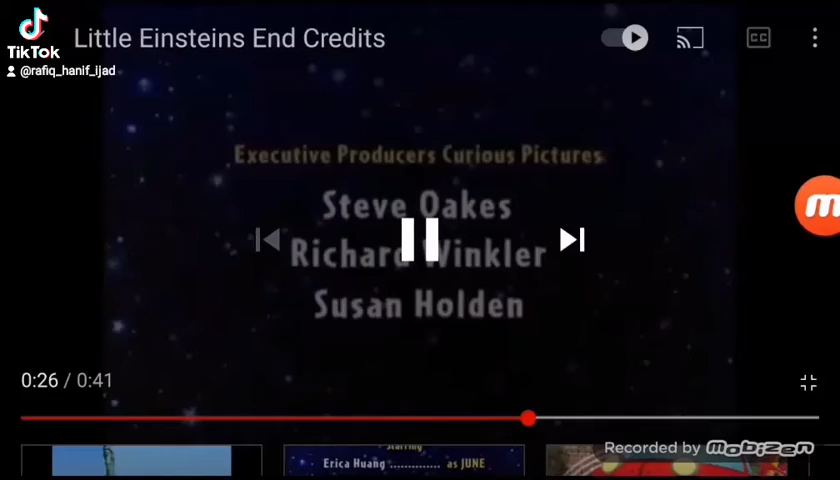 TikTok
@rafiq_hanif_ijad
Little Einsteins End Credits
CC
Executive Producers Curious Pictures
Steve Oakes
Richard Winkler
Susan Holden
0:26 / 0:41
Starring
Erica Huang .............. as JUNE
Recorded by Mobizen